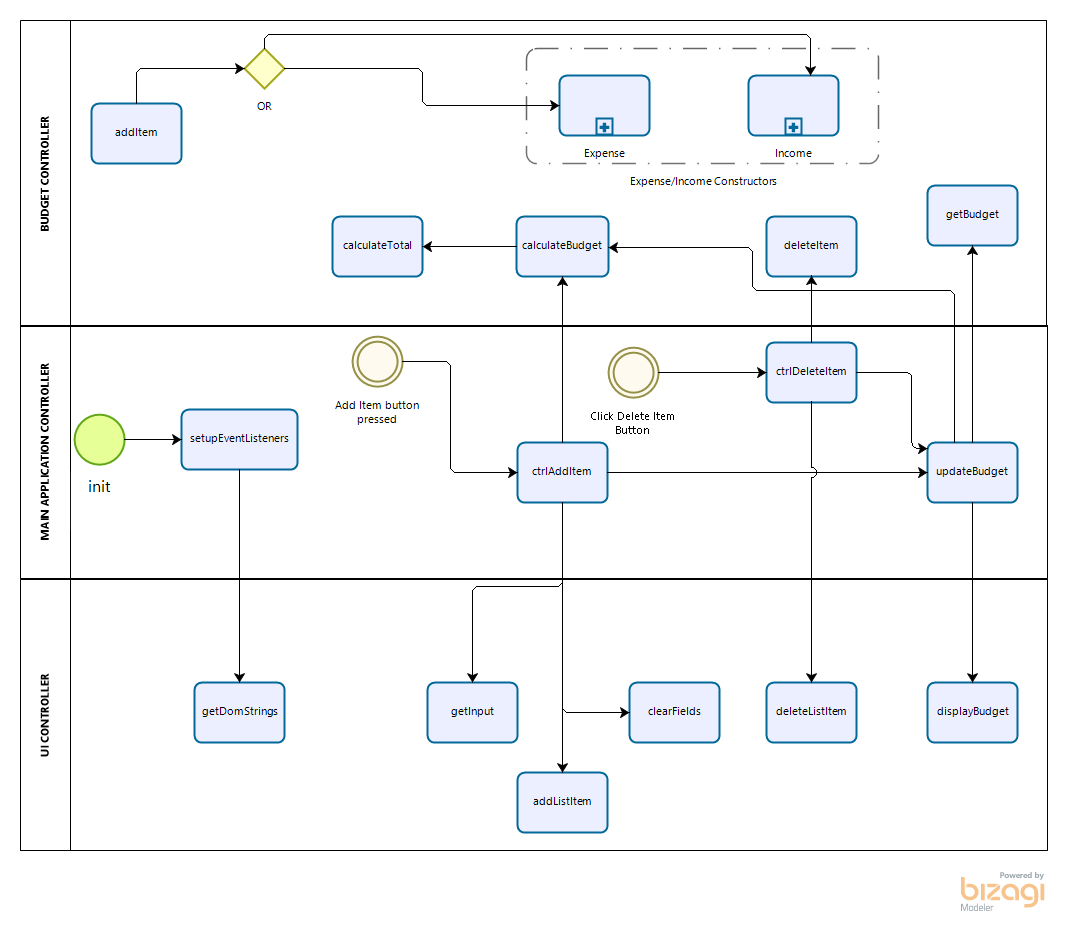 BUDGET CONTROLLER
addItem
OR
Expense
Income
Expense/Income Constructors
calculateTotal
calculateBudget
deleteItem
getBudget
MAIN APPLICATION CONTROLLER
init
setupEventListeners
Add Item button
pressed
Click Delete Item
Button
ctrlAddItem
ctrlDeleteItem
updateBudget
UI CONTROLLER
getDomStrings
getInput
clearFields
deleteListItem
displayBudget
addListItem
Powered by
bizagi
Modeler